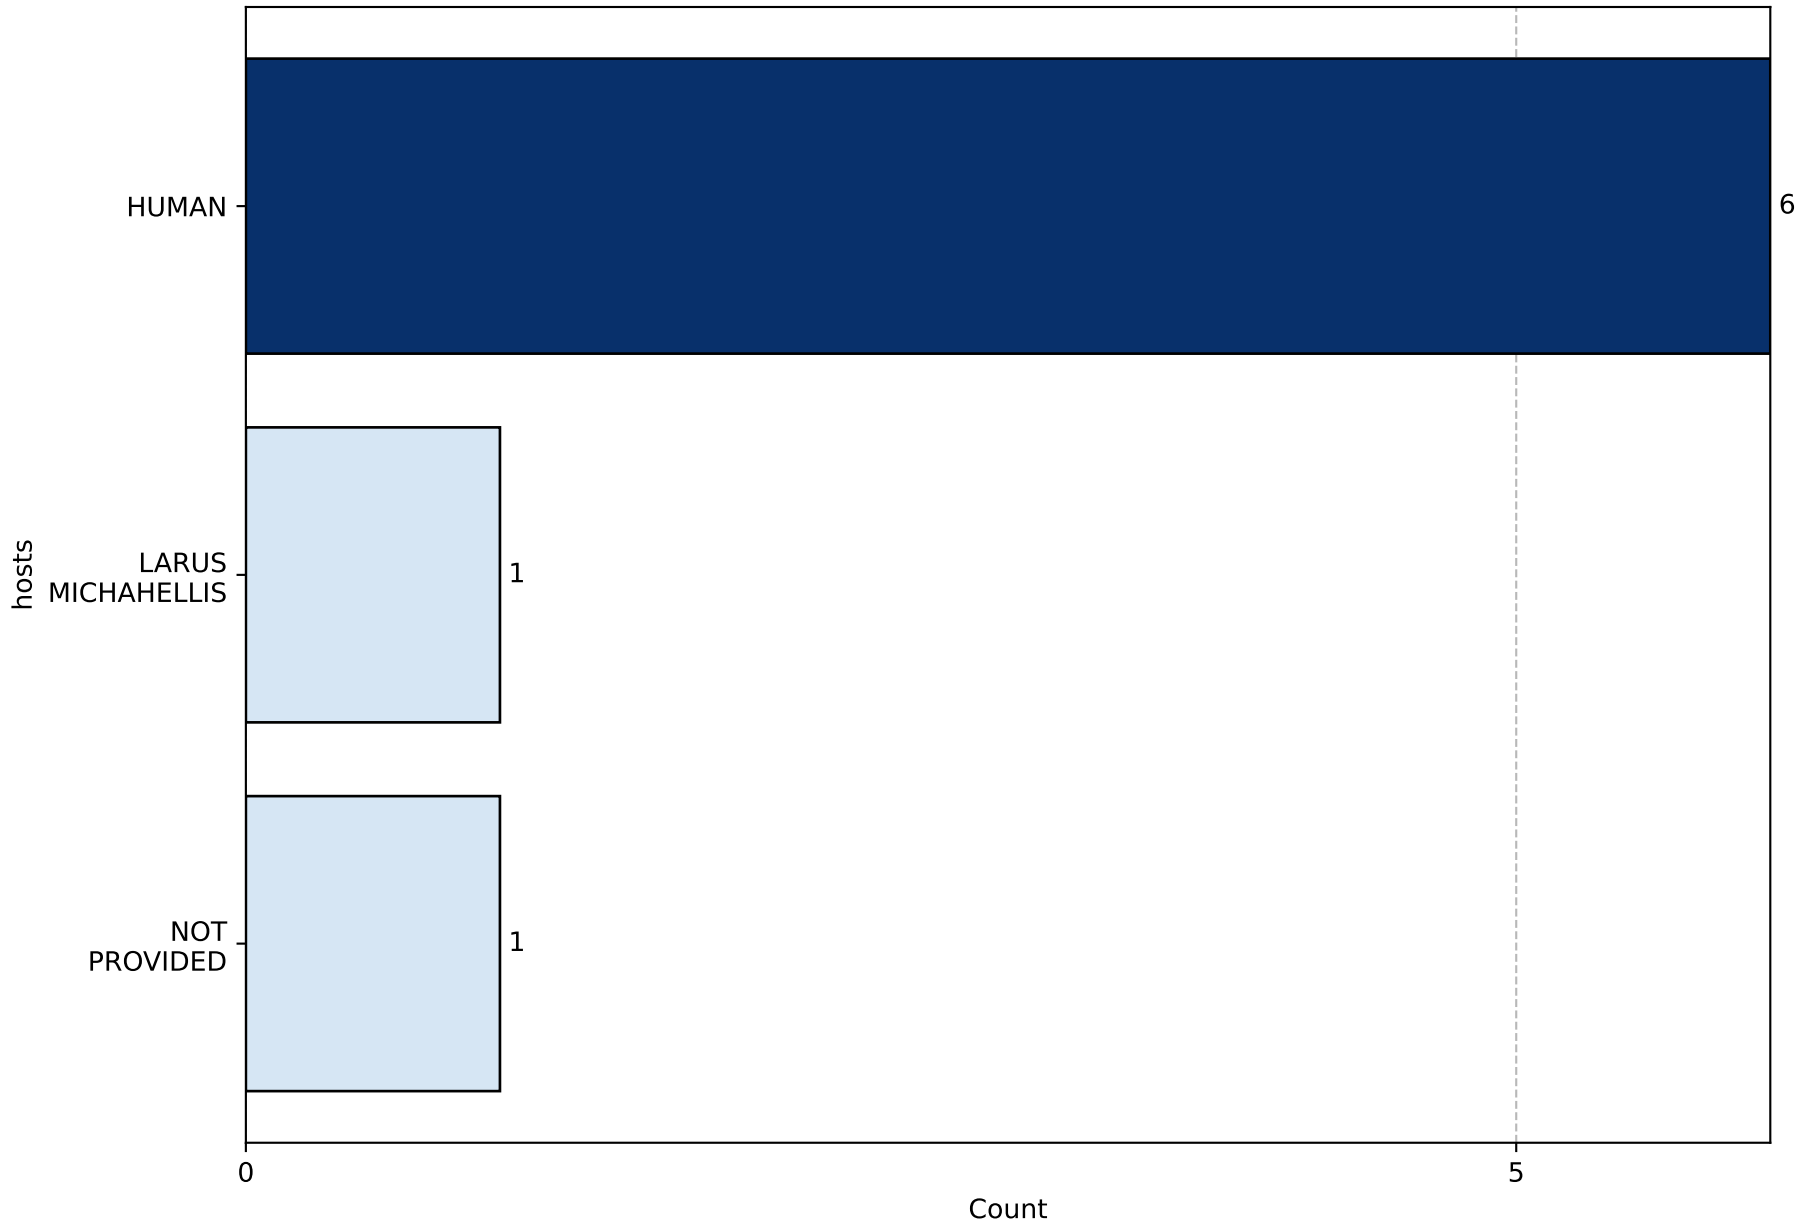 HUMAN
6
LARUS
MICHAHELLIS
1
NOT
PROVIDED
1
hosts
0
5
Count